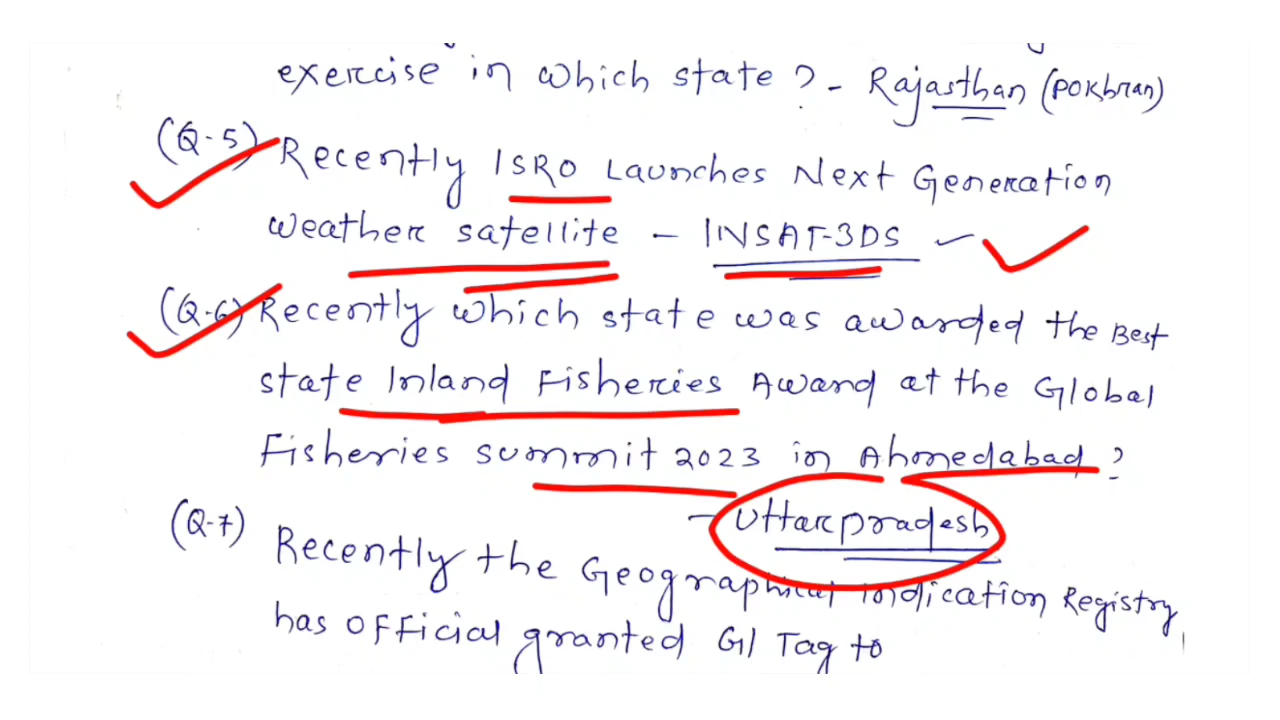 exercise in which state ? - Rajasthan (Pokhran)
(Q-5) Recently ISRO Launches Next Generation
weather satellite - INSAT-3DS
(Q-6) Recently which state was awarded the Best
state Inland Fisheries Award at the Global
Fisheries summit 2023 in Ahmedabad ?
- Uttarpradesh
(Q-7) Recently the Geographical indication Registry
has official granted GI Tag to